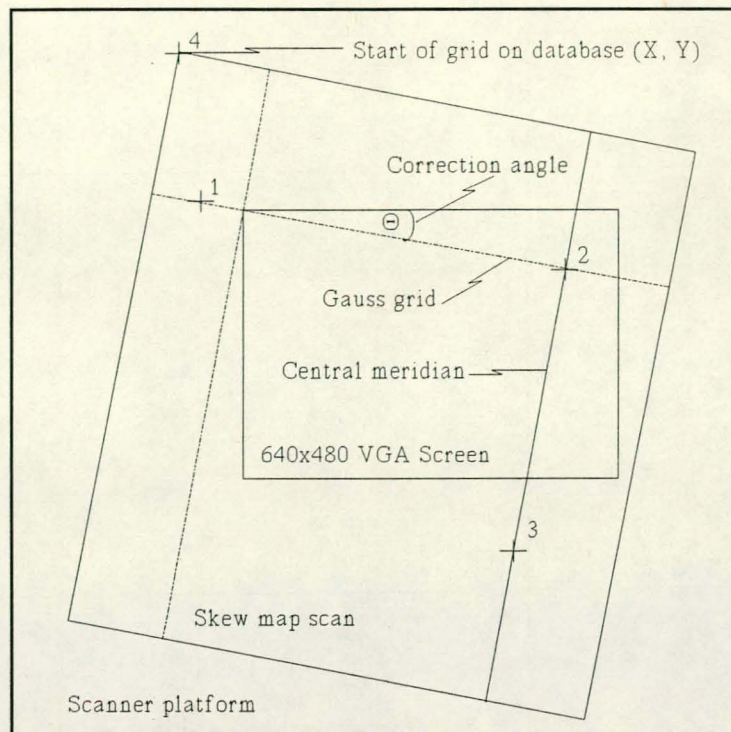 4
Start of grid on database (X, Y)
Correction angle
1
Θ
2
Gauss grid
Central meridian
640x480 VGA Screen
3
Skew map scan
Scanner platform